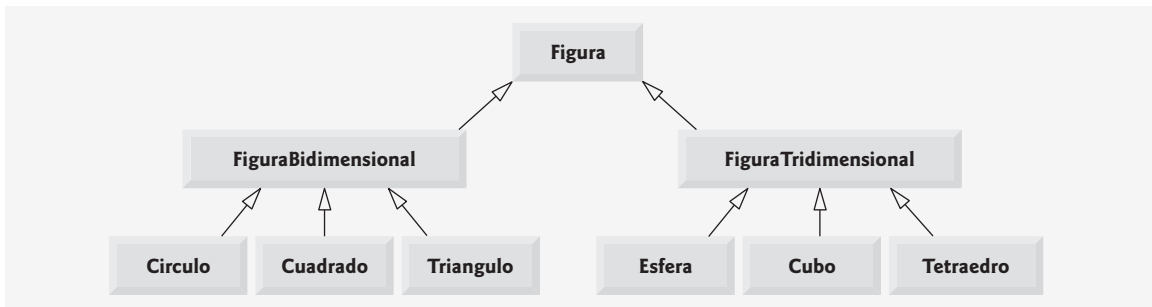 Figura
FiguraBidimensional
FiguraTridimensional
Circulo
Cuadrado
Triangulo
Esfera
Cubo
Tetraedro